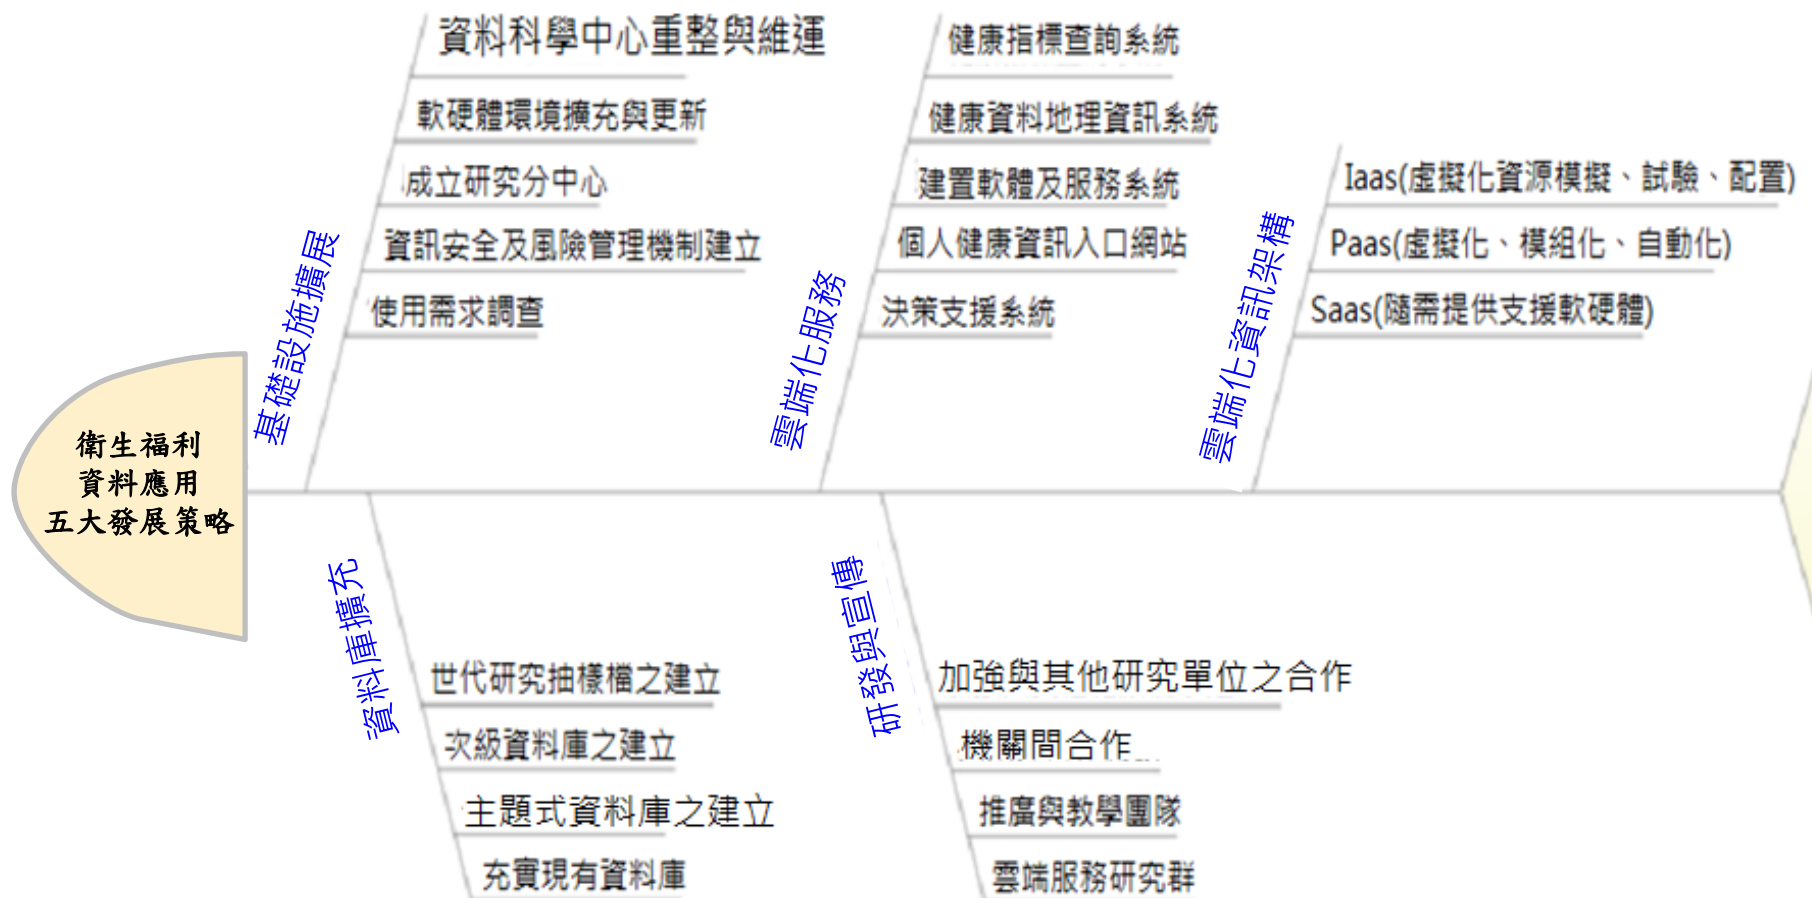 衛生福利
資料應用
五大發展策略
基礎設施擴展
資料科學中心重整與維運
軟硬體環境擴充與更新
成立研究分中心
資訊安全及風險管理機制建立
使用需求調查
雲端化服務
健康指標查詢系統
健康資料地理資訊系統
建置軟體及服務系統
個人健康資訊入口網站
決策支援系統
雲端化資訊架構
Iaas(虛擬化資源模擬、試驗、配置)
Paas(虛擬化、模組化、自動化)
Saas(隨需提供支援軟硬體)
資料庫擴充
世代研究抽樣檔之建立
次級資料庫之建立
主題式資料庫之建立
充實現有資料庫
研發與宣傳
加強與其他研究單位之合作
機關間合作
推廣與教學團隊
雲端服務研究群